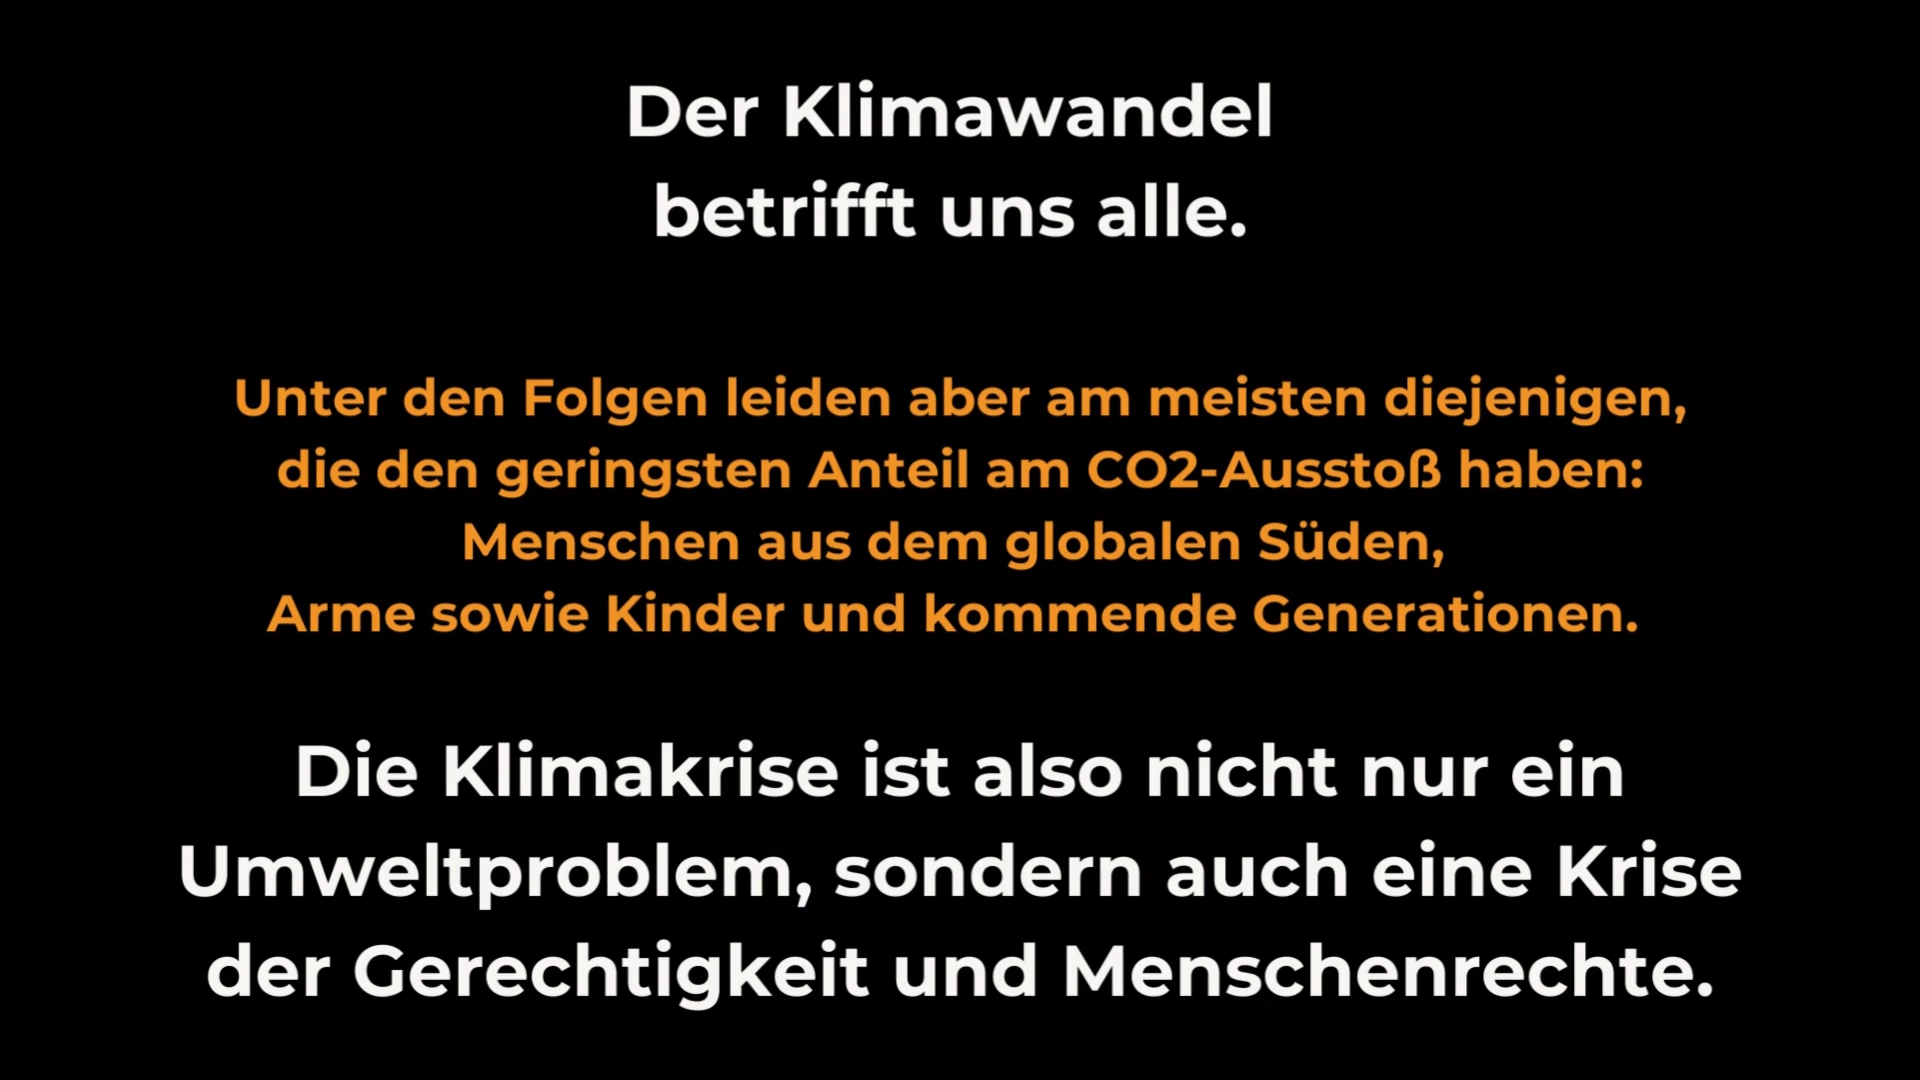 Der Klimawandel
betrifft uns alle.
Unter den Folgen leiden aber am meisten diejenigen,
die den geringsten Anteil am CO2-Ausstoß haben:
Menschen aus dem globalen Süden,
Arme sowie Kinder und kommende Generationen.
Die Klimakrise ist also nicht nur ein
Umweltproblem, sondern auch eine Krise
der Gerechtigkeit und Menschenrechte.